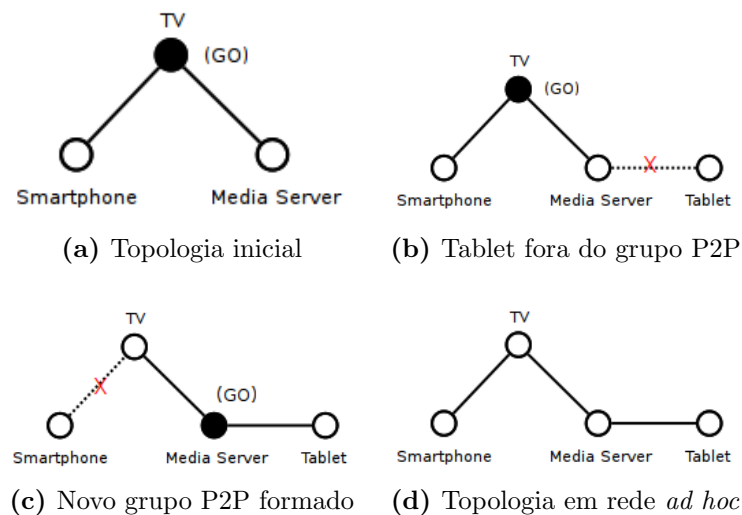 TV
(GO)
Smartphone
Media Server
(a) Topologia inicial
TV
(GO)
X
Smartphone
Media Server
Tablet
(b) Tablet fora do grupo P2P
TV
X
(GO)
Smartphone
Media Server
Tablet
(c) Novo grupo P2P formado
TV
Smartphone
Media Server
Tablet
(d) Topologia em rede ad hoc